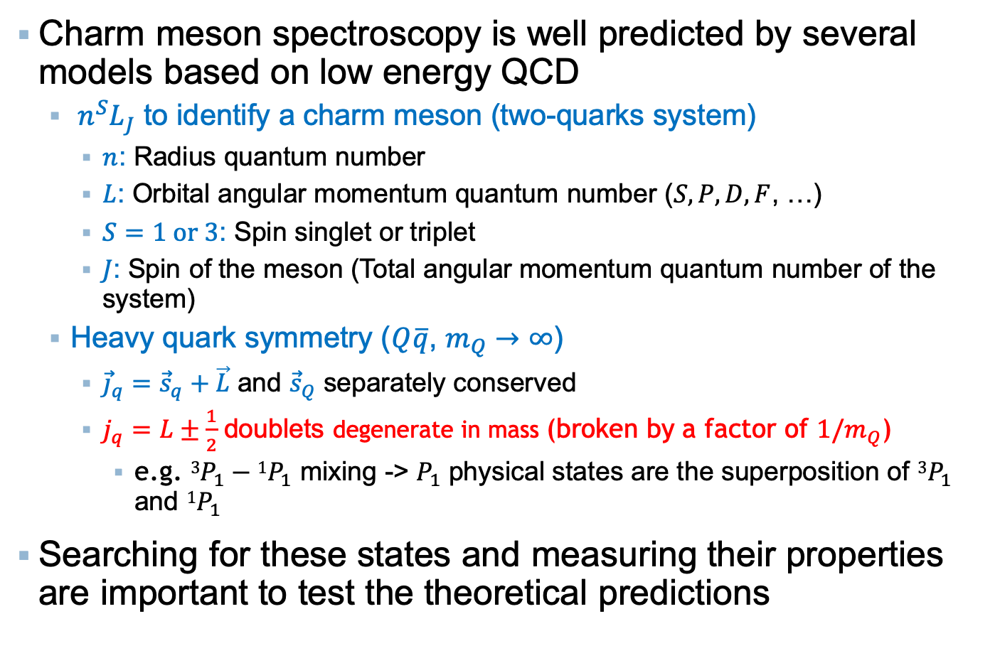 ▪ Charm meson spectroscopy is well predicted by several
models based on low energy QCD
▪ $n^S L_J$ to identify a charm meson (two-quarks system)
▪ $n$: Radius quantum number
▪ $L$: Orbital angular momentum quantum number ($S, P, D, F, \ldots$)
▪ $S = 1$ or $3$: Spin singlet or triplet
▪ $J$: Spin of the meson (Total angular momentum quantum number of the
system)
▪ Heavy quark symmetry ($Q\bar{q}$, $m_Q \to \infty$)
▪ $\vec{j}_q = \vec{s}_q + \vec{L}$ and $\vec{s}_Q$ separately conserved
▪ $j_q = L \pm \frac{1}{2}$ doublets degenerate in mass (broken by a factor of $1/m_Q$)
▪ e.g. $^3P_1 - {}^1P_1$ mixing -> $P_1$ physical states are the superposition of $^3P_1$
and $^1P_1$
▪ Searching for these states and measuring their properties
are important to test the theoretical predictions